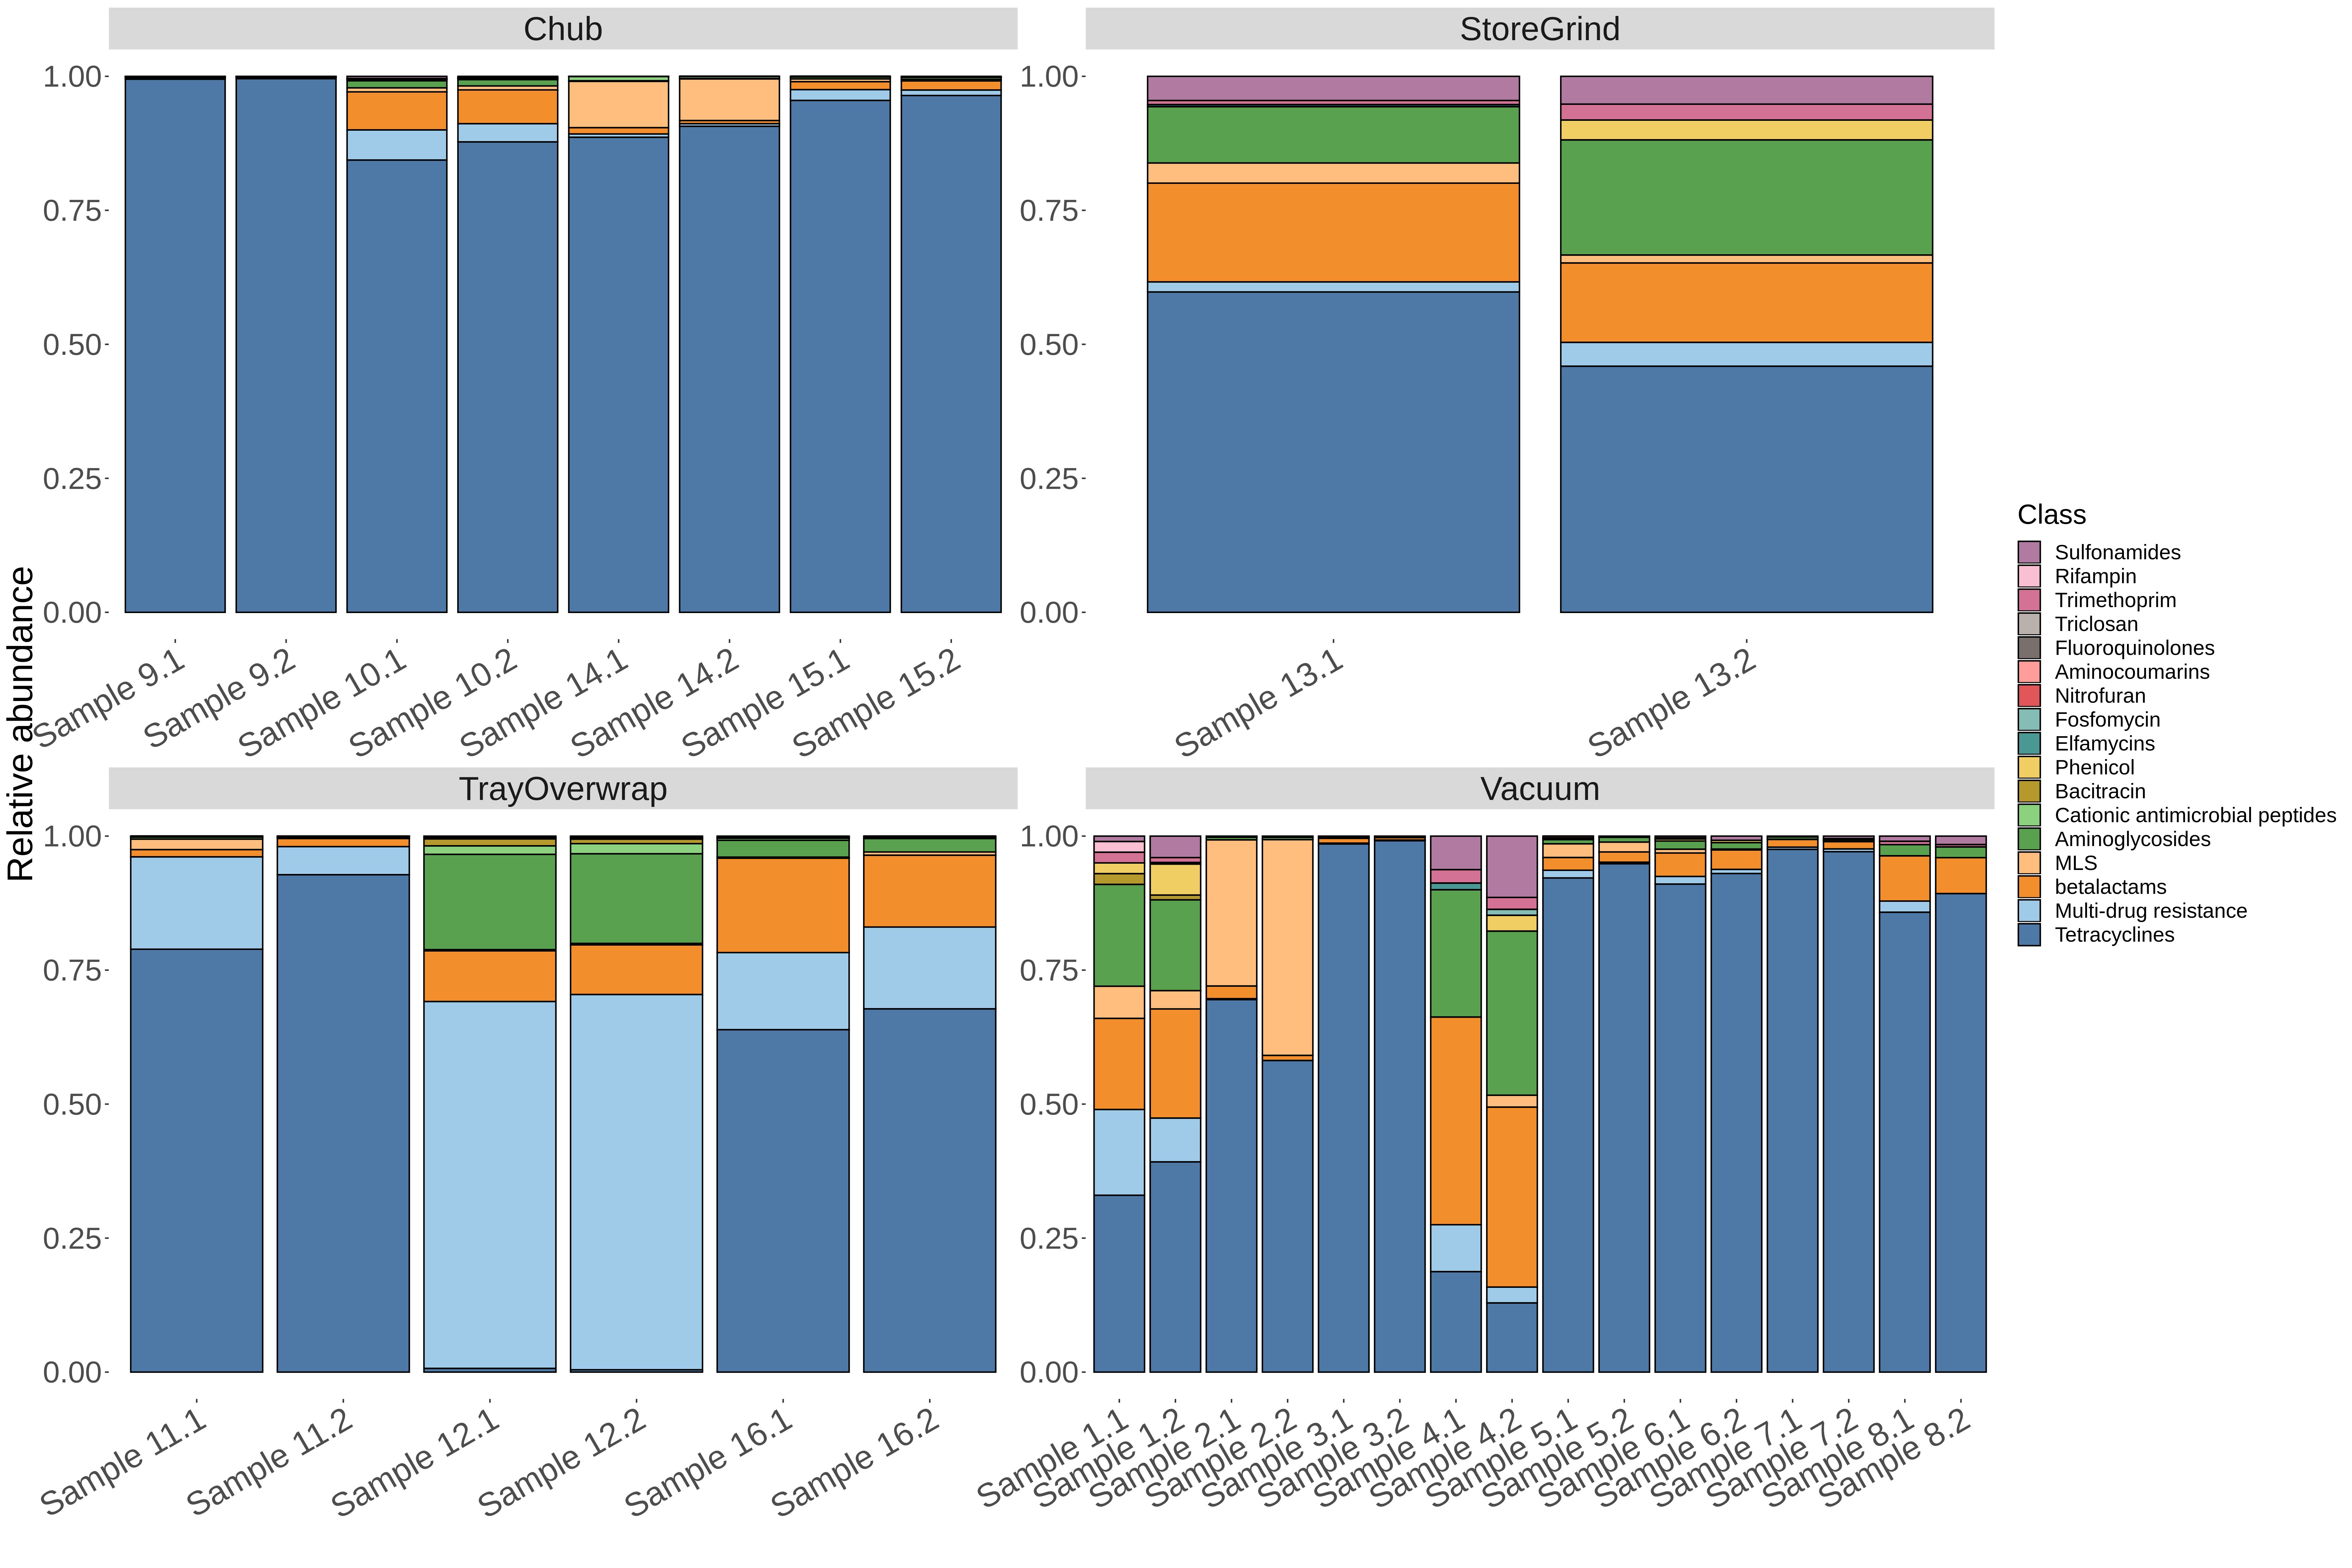 Chub
StoreGrind
1.00
0.75
0.50
0.25
0.00
1.00
0.75
0.50
0.25
0.00
Sample 9.1
Sample 9.2
Sample 10.1
Sample 10.2
Sample 14.1
Sample 14.2
Sample 15.1
Sample 15.2
Sample 13.1
Sample 13.2
Relative abundance
TrayOverwrap
Vacuum
1.00
0.75
0.50
0.25
0.00
1.00
0.75
0.50
0.25
0.00
Sample 11.1
Sample 11.2
Sample 12.1
Sample 12.2
Sample 16.1
Sample 16.2
Sample 1.1
Sample 1.2
Sample 2.1
Sample 2.2
Sample 3.1
Sample 3.2
Sample 4.1
Sample 4.2
Sample 5.1
Sample 5.2
Sample 6.1
Sample 6.2
Sample 7.1
Sample 7.2
Sample 8.1
Sample 8.2
Class
Sulfonamides
Rifampin
Trimethoprim
Triclosan
Fluoroquinolones
Aminocoumarins
Nitrofuran
Fosfomycin
Elfamycins
Phenicol
Bacitracin
Cationic antimicrobial peptides
Aminoglycosides
MLS
betalactams
Multi-drug resistance
Tetracyclines